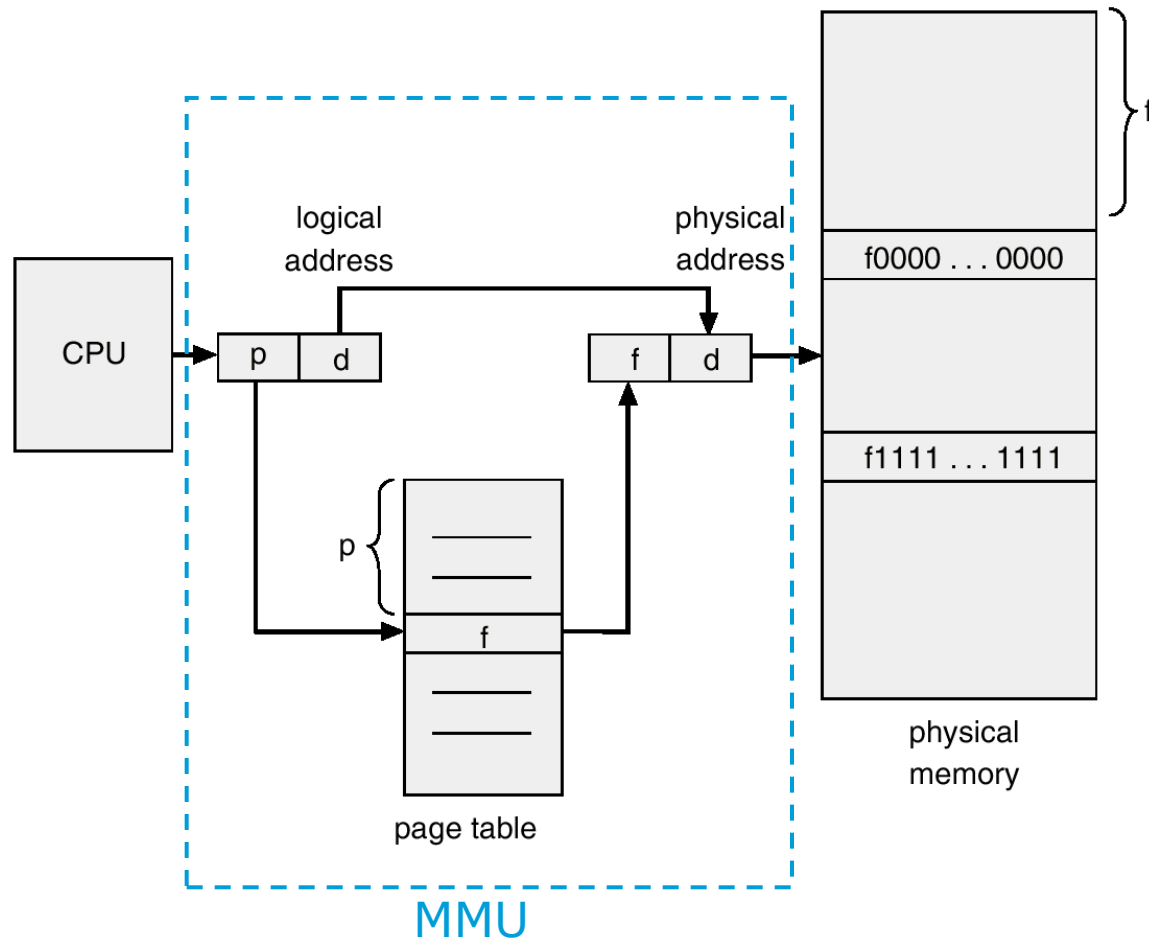 f
logical
address
physical
address
f0000 . . . 0000
CPU
p
d
f
d
f1111 . . . 1111
p
f
physical
memory
page table
MMU